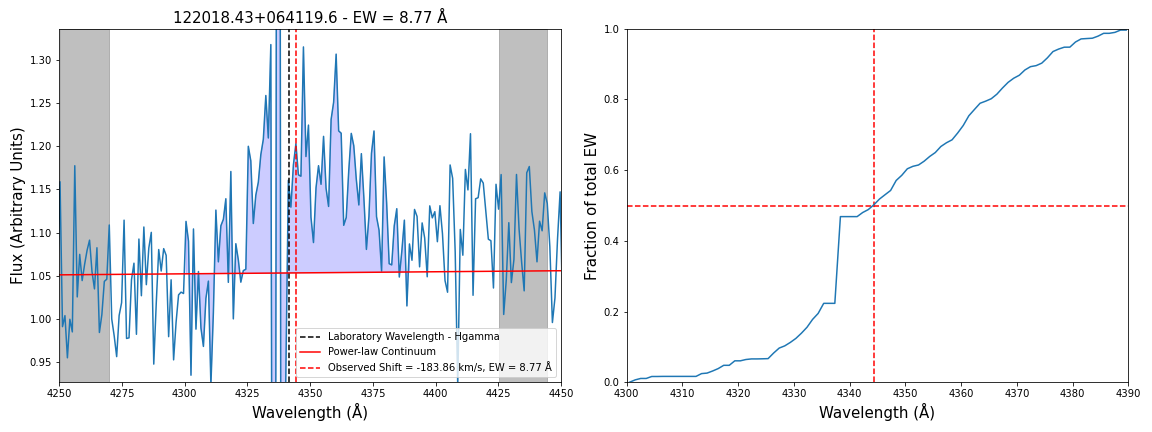 122018.43+064119.6 - EW = 8.77 Å
Flux (Arbitrary Units)
1.30
1.25
1.20
1.15
1.10
1.05
1.00
0.95
Laboratory Wavelength - Hgamma
Power-law Continuum
Observed Shift = -183.86 km/s, EW = 8.77 Å
4250 4275 4300 4325 4350 4375 4400 4425 4450
Wavelength (Å)
Fraction of total EW
1.0
0.8
0.6
0.4
0.2
0.0
4300 4310 4320 4330 4340 4350 4360 4370 4380 4390
Wavelength (Å)